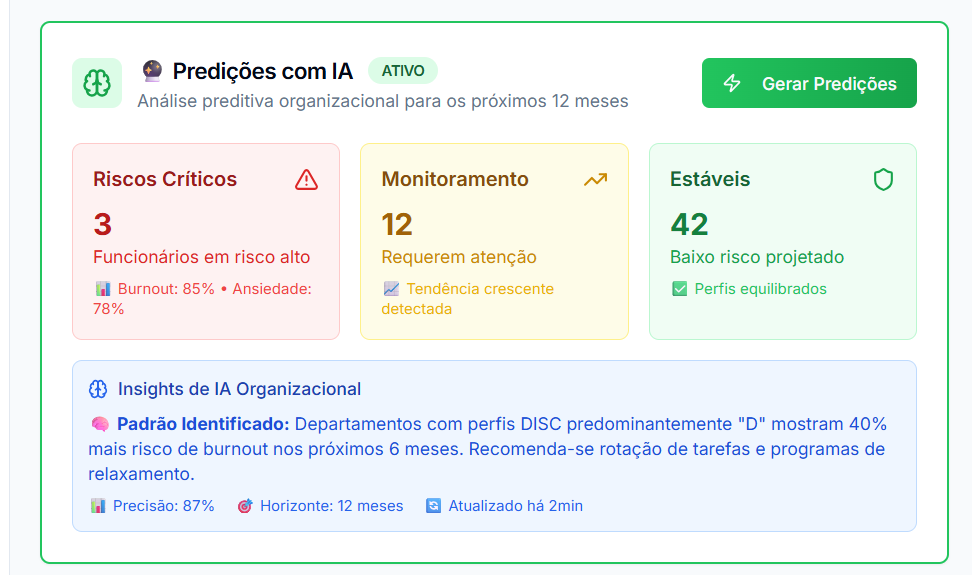 🔮 Predições com IA ATIVO
Análise preditiva organizacional para os próximos 12 meses
Gerar Predições
Riscos Críticos
3
Funcionários em risco alto
📊 Burnout: 85% • Ansiedade:
78%
Monitoramento
12
Requerem atenção
📈 Tendência crescente
detectada
Estáveis
42
Baixo risco projetado
✅ Perfis equilibrados
Insights de IA Organizacional
🧠 Padrão Identificado: Departamentos com perfis DISC predominantemente "D" mostram 40%
mais risco de burnout nos próximos 6 meses. Recomenda-se rotação de tarefas e programas de
relaxamento.
📊 Precisão: 87% 🎯 Horizonte: 12 meses 🔄 Atualizado há 2min